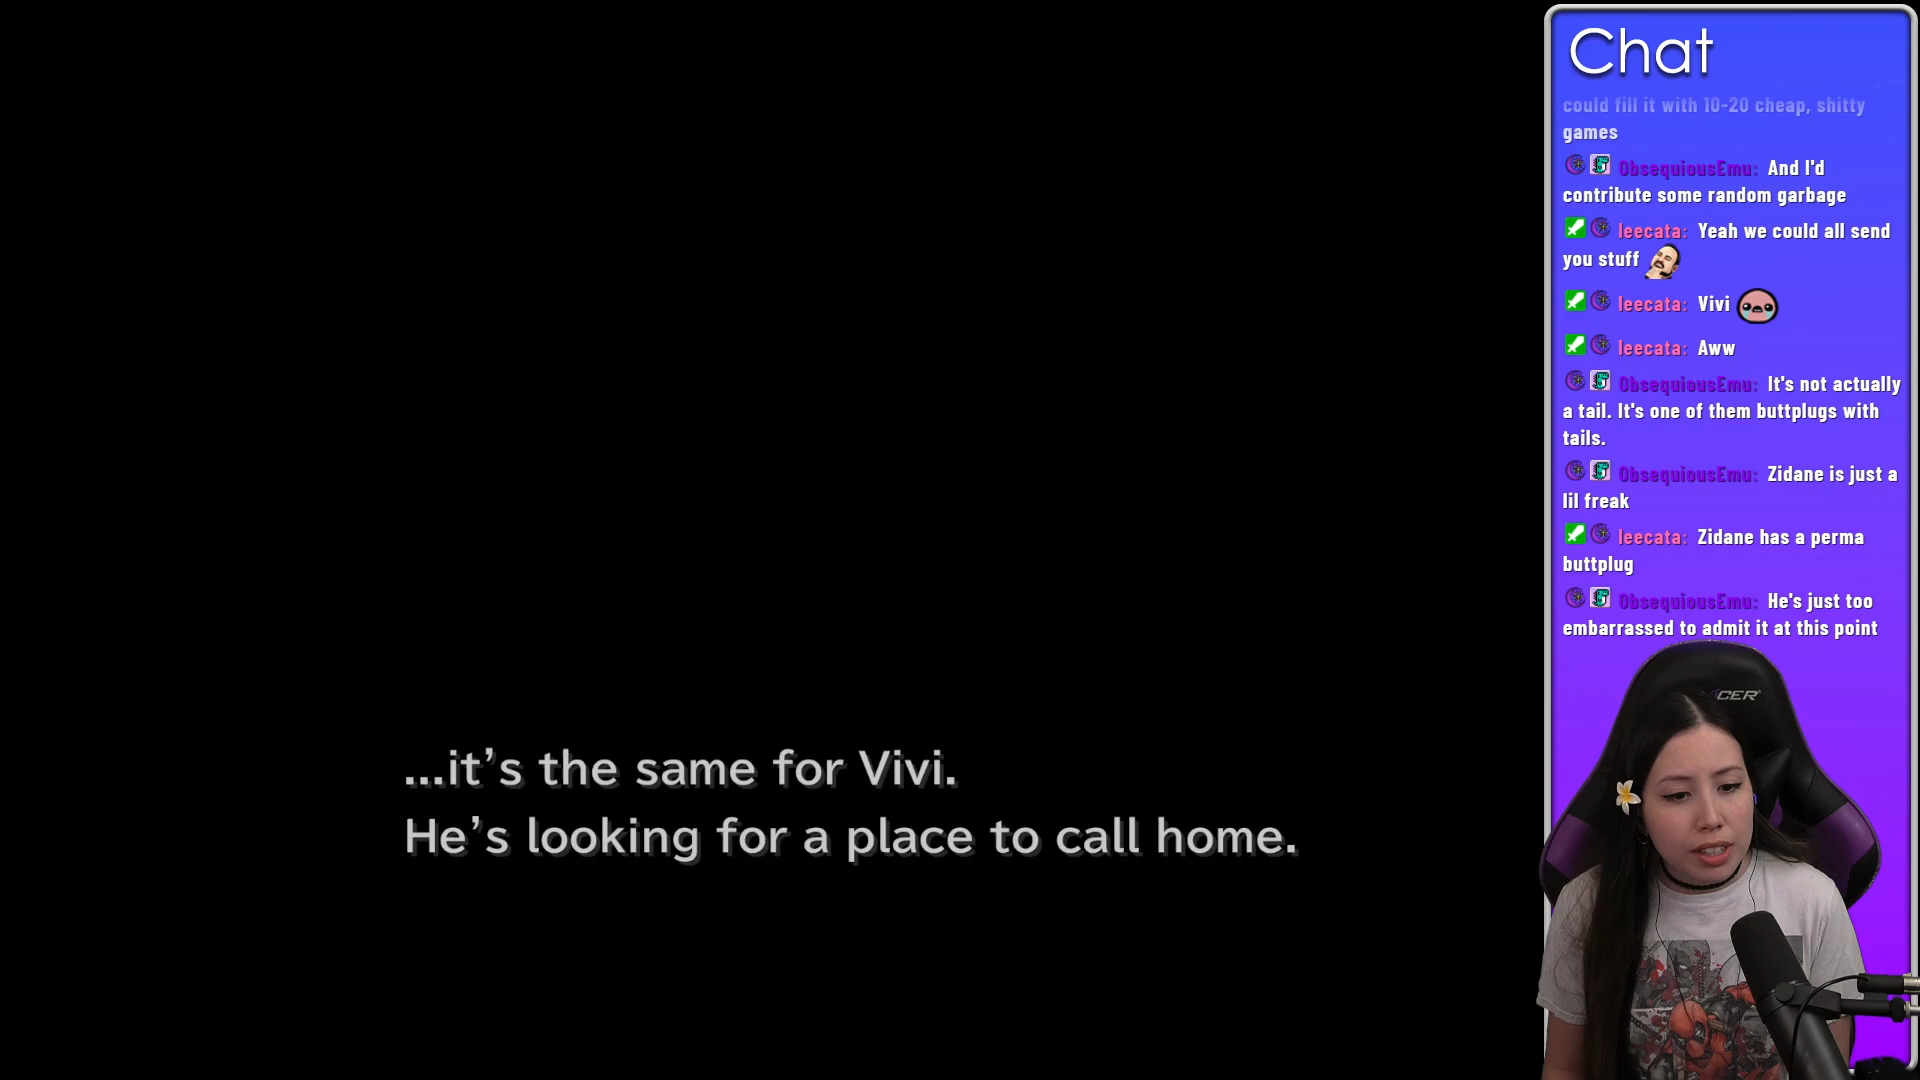 Chat
could fill it with 10-20 cheap, shitty
games
ObsequiousEmu: And I'd
contribute some random garbage
leecata: Yeah we could all send
you stuff
leecata: Vivi
leecata: Aww
ObsequiousEmu: It's not actually
a tail. It's one of them buttplugs with
tails.
ObsequiousEmu: Zidane is just a
lil freak
leecata: Zidane has a perma
buttplug
ObsequiousEmu: He's just too
embarrassed to admit it at this point
CER
...it's the same for Vivi.
He's looking for a place to call home.